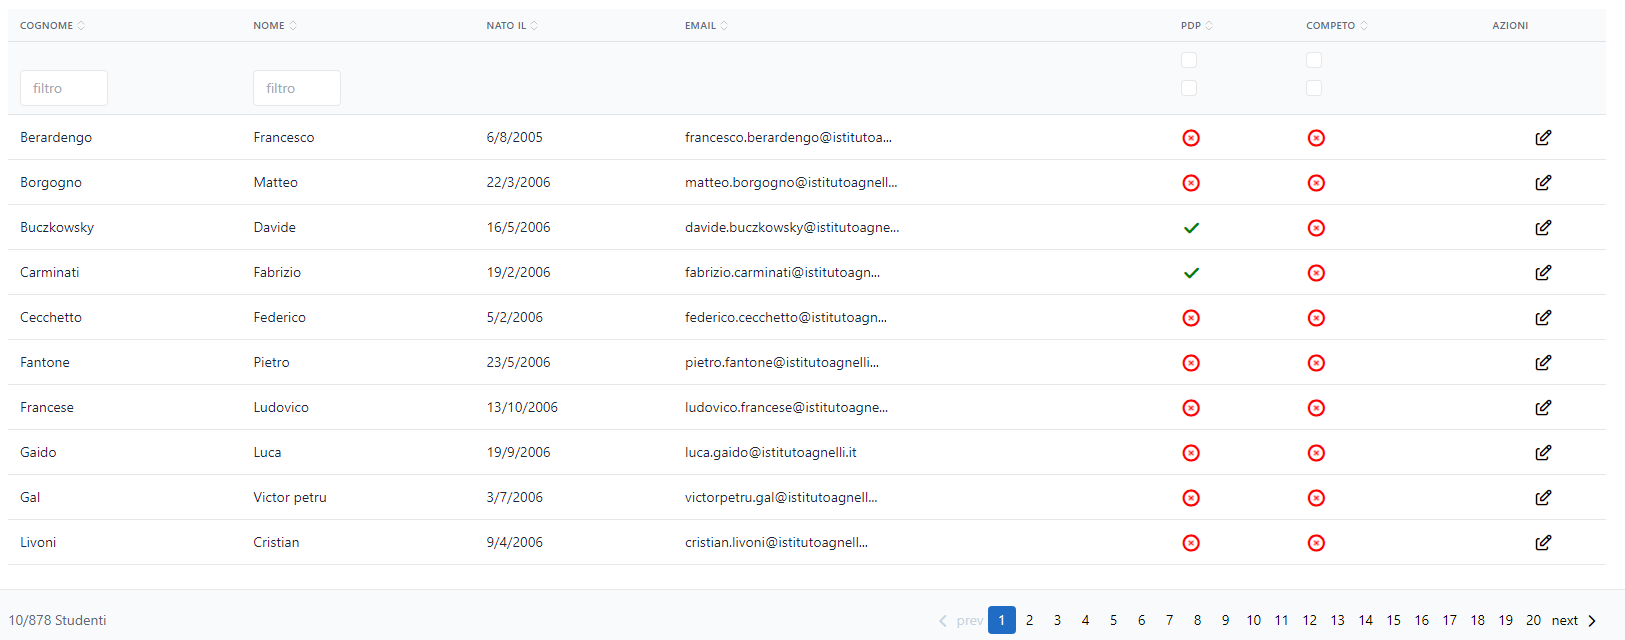 COGNOME NOME NATO IL EMAIL PDP COMPETO AZIONI
filtro filtro
Berardengo Francesco 6/8/2005 francesco.berardengo@istitutoa...
Borgogno Matteo 22/3/2006 matteo.borgogno@istitutoagnell...
Buczkowsky Davide 16/5/2006 davide.buczkowsky@istitutoagne...
Carminati Fabrizio 19/2/2006 fabrizio.carminati@istitutoagn...
Cecchetto Federico 5/2/2006 federico.cecchetto@istitutoagn...
Fantone Pietro 23/5/2006 pietro.fantone@istitutoagnelli...
Francese Ludovico 13/10/2006 ludovico.francese@istitutoagne...
Gaido Luca 19/9/2006 luca.gaido@istitutoagnelli.it
Gal Victor petru 3/7/2006 victorpetru.gal@istitutoagnell...
Livoni Cristian 9/4/2006 cristian.livoni@istitutoagnell...
10/878 Studenti prev 1 2 3 4 5 6 7 8 9 10 11 12 13 14 15 16 17 18 19 20 next